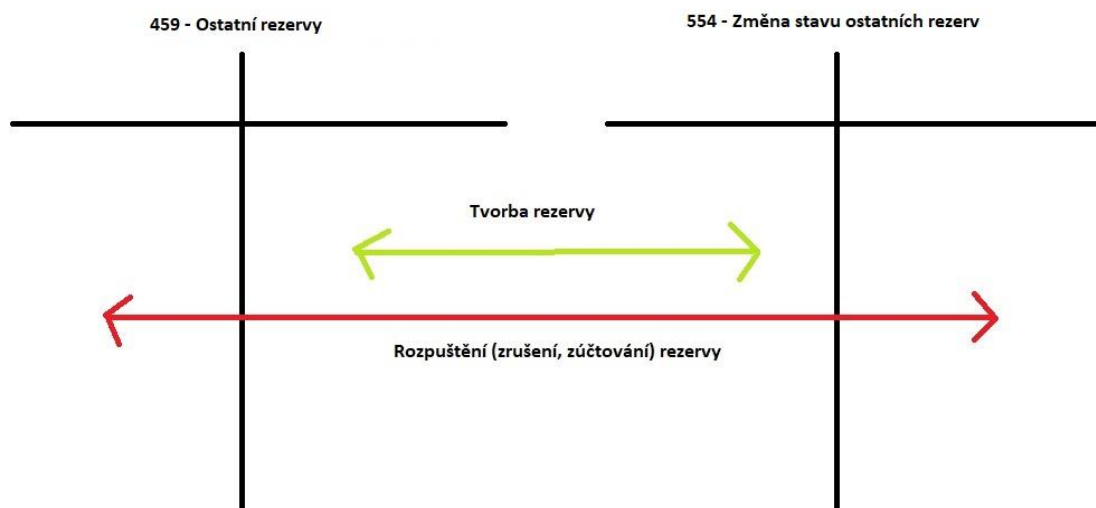 459 - Ostatní rezervy
554 - Změna stavu ostatních rezerv
Tvorba rezervy
Rozpuštění (zrušení, zúčtování) rezervy